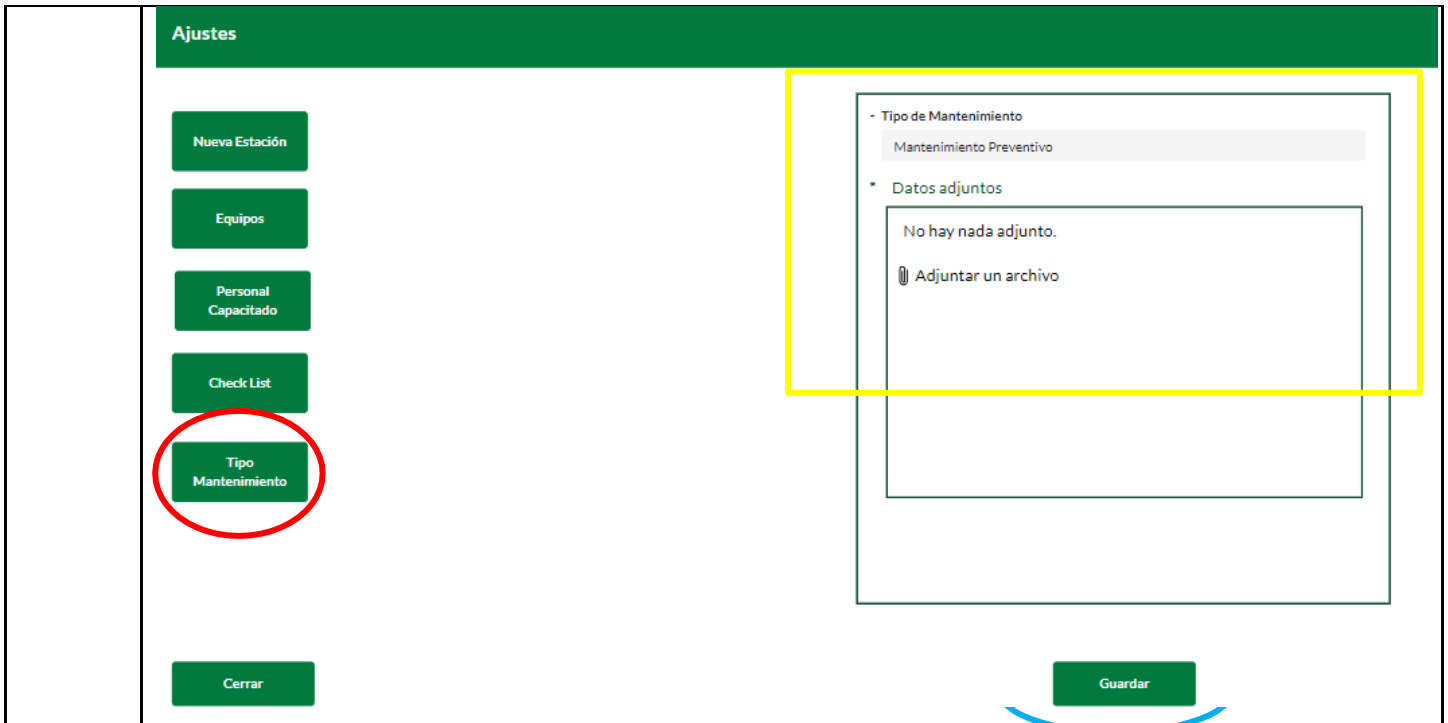 Ajustes
Nueva Estación
Equipos
Personal
Capacitado
Check List
Tipo
Mantenimiento
Cerrar
- Tipo de Mantenimiento
Mantenimiento Preventivo
* Datos adjuntos
No hay nada adjunto.
Adjuntar un archivo
Guardar